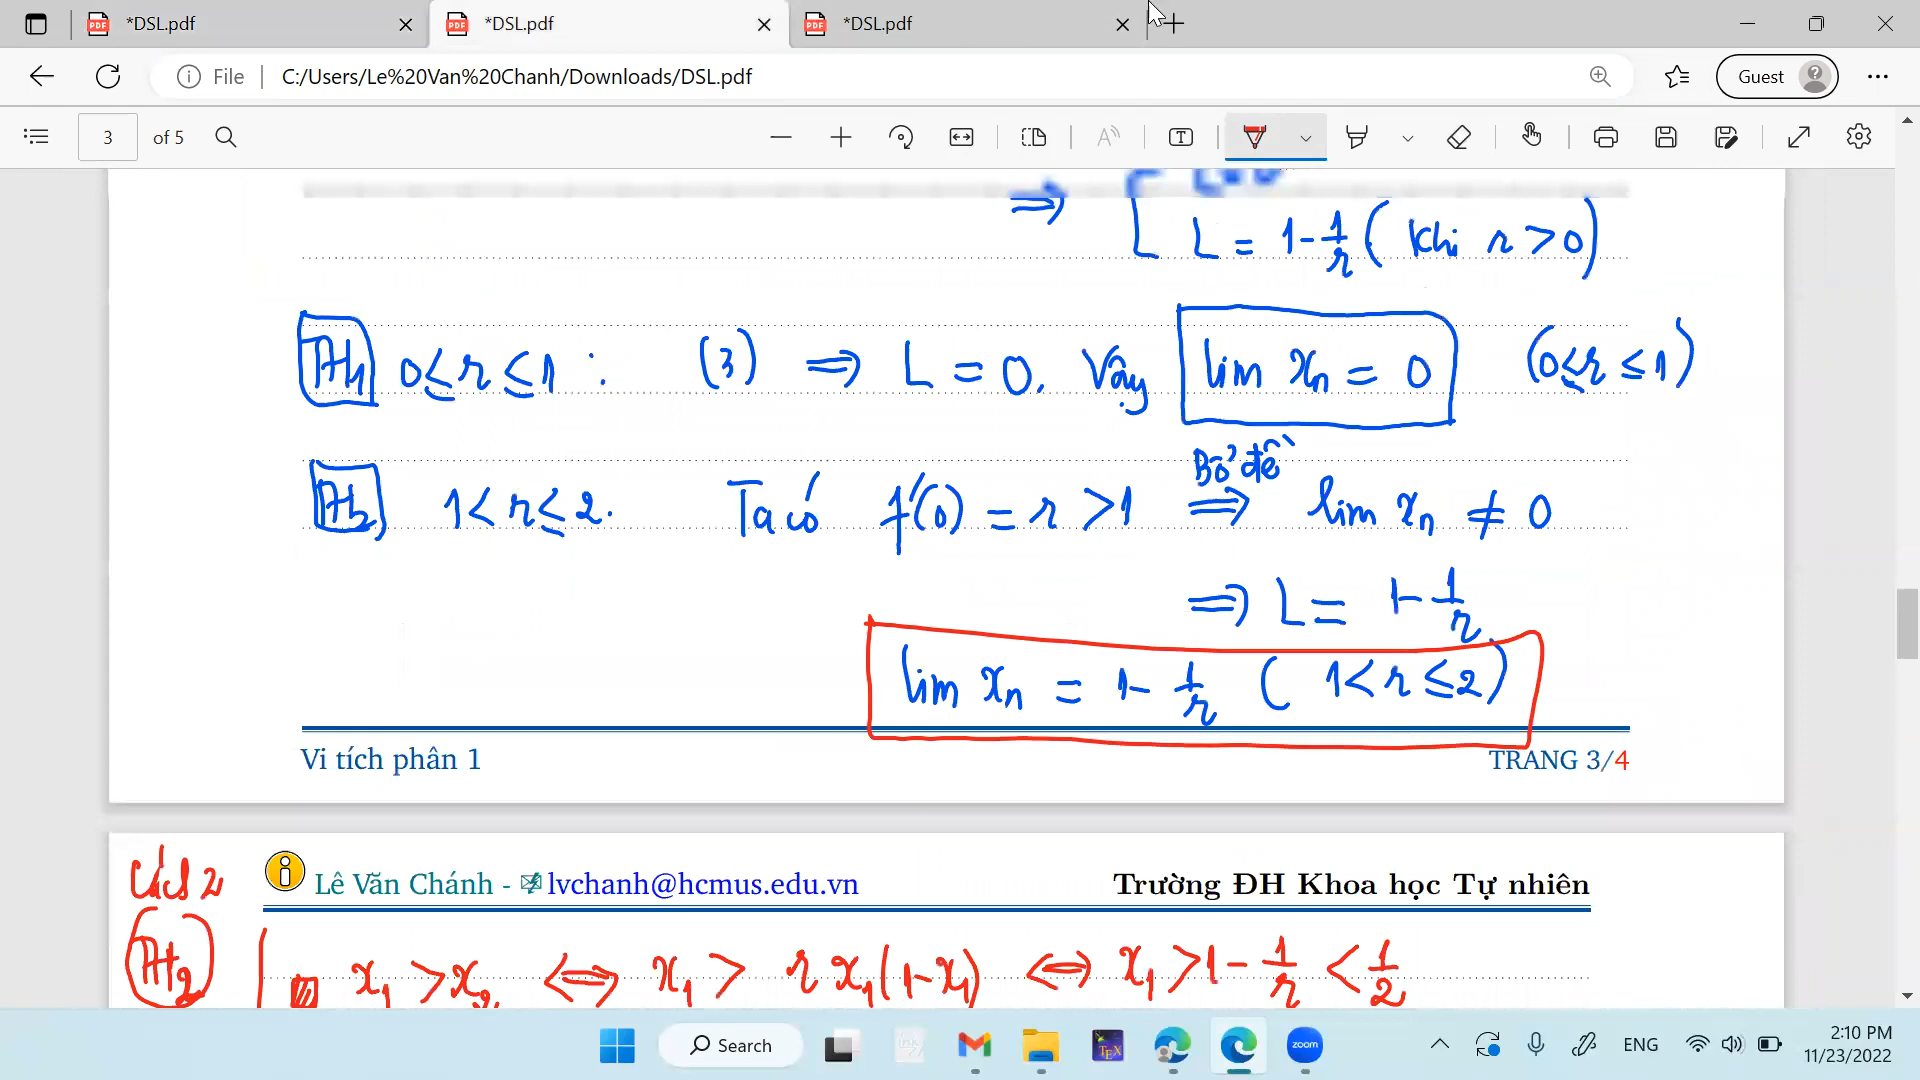 *DSL.pdf *DSL.pdf *DSL.pdf
File C:/Users/Le%20Van%20Chanh/Downloads/DSL.pdf Guest
3 of 5
⇒ L = 1 - 1/r ( khi r > 0 )
TH1 0 ≤ r ≤ 1 : (3) ⇒ L = 0. Vậy lim xn = 0 (0 ≤ r ≤ 1)
Bổ đề
TH2 1 < r ≤ 2. Ta có f'(0) = r > 1 ⇒ lim xn ≠ 0
⇒ L = 1 - 1/r
lim xn = 1 - 1/r ( 1 < r ≤ 2 )
Vi tích phân 1 TRANG 3/4
Cách 2 Lê Văn Chánh - lvchanh@hcmus.edu.vn Trường ĐH Khoa học Tự nhiên
TH2 x1 > x2 ⇔ x1 > r x1(1-x1) ⇔ x1 > 1 - 1/r < 1/2
Search TEX zoom ENG 2:10 PM
11/23/2022